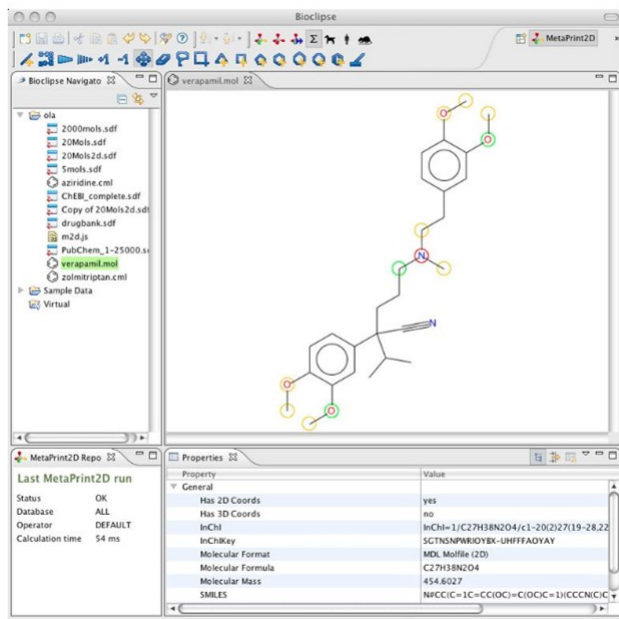 Bioclipse
MetaPrint2D
Bioclipse Navigato
verapamil.mol
ola
2000mols.sdf
20Mols.sdf
20Mols2d.sdf
5mols.sdf
aziridine.cml
ChEBI_complete.sdf
Copy of 20Mols2d.sdf
drugbank.sdf
m2d.js
PubChem_1-25000.s
verapamil.mol
zolmitriptan.cml
Sample Data
Virtual
O
O
N
N
O
O
MetaPrint2D Repo
Last MetaPrint2D run
Status OK
Database ALL
Operator DEFAULT
Calculation time 54 ms
Properties
Property Value
General
Has 2D Coords yes
Has 3D Coords no
InChI InChI=1/C27H38N2O4/c1-20(2)27(19-28,22
InChIKey SGTNSNPWRIOYBX-UHFFFAOYAY
Molecular Format MDL Molfile (2D)
Molecular Formula C27H38N2O4
Molecular Mass 454.6027
SMILES N#CC(C=1C=CC(OC)=C(OC)C=1)(CCCN(C)C